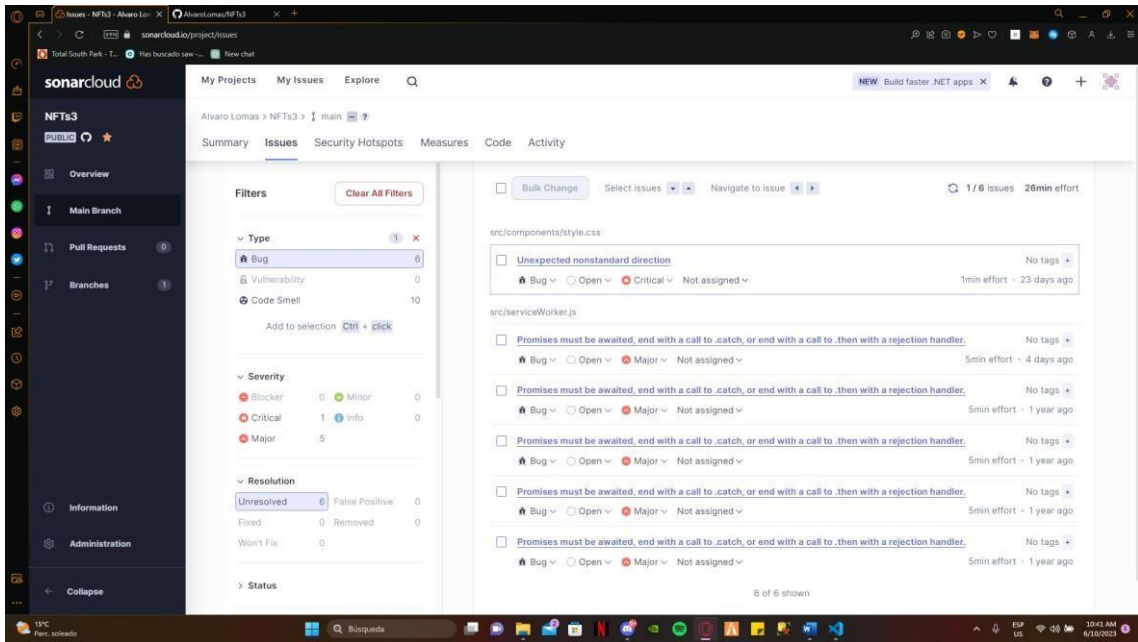 Issues - NFTs3 - Alvaro Lom
AlvaroLomas/NFTs3
VPN
sonarcloud.io/project/issues
Total South Park - T...
Has buscado saw -...
New chat
sonarcloud
My Projects
My Issues
Explore
NEW Build faster .NET apps
NFTs3
PUBLIC
Alvaro Lomas > NFTs3 > main
Summary
Issues
Security Hotspots
Measures
Code
Activity
Overview
Main Branch
Pull Requests 0
Branches 1
Information
Administration
Collapse
Filters
Clear All Filters
Type 1
Bug 6
Vulnerability 0
Code Smell 10
Add to selection Ctrl + click
Severity
Blocker 0 Minor 0
Critical 1 Info 0
Major 5
Resolution
Unresolved 6 False Positive 0
Fixed 0 Removed 0
Won't Fix 0
Status
Bulk Change
Select issues
Navigate to issue
1 / 6 issues 26min effort
src/components/style.css
Unexpected nonstandard direction No tags +
Bug Open Critical Not assigned 1min effort · 23 days ago
src/serviceWorker.js
Promises must be awaited, end with a call to .catch, or end with a call to .then with a rejection handler. No tags +
Bug Open Major Not assigned 5min effort · 4 days ago
Promises must be awaited, end with a call to .catch, or end with a call to .then with a rejection handler. No tags +
Bug Open Major Not assigned 5min effort · 1 year ago
Promises must be awaited, end with a call to .catch, or end with a call to .then with a rejection handler. No tags +
Bug Open Major Not assigned 5min effort · 1 year ago
Promises must be awaited, end with a call to .catch, or end with a call to .then with a rejection handler. No tags +
Bug Open Major Not assigned 5min effort · 1 year ago
Promises must be awaited, end with a call to .catch, or end with a call to .then with a rejection handler. No tags +
Bug Open Major Not assigned 5min effort · 1 year ago
6 of 6 shown
15°C
Parc. soleado
Búsqueda
ESP
US
10:41 AM
6/10/2023